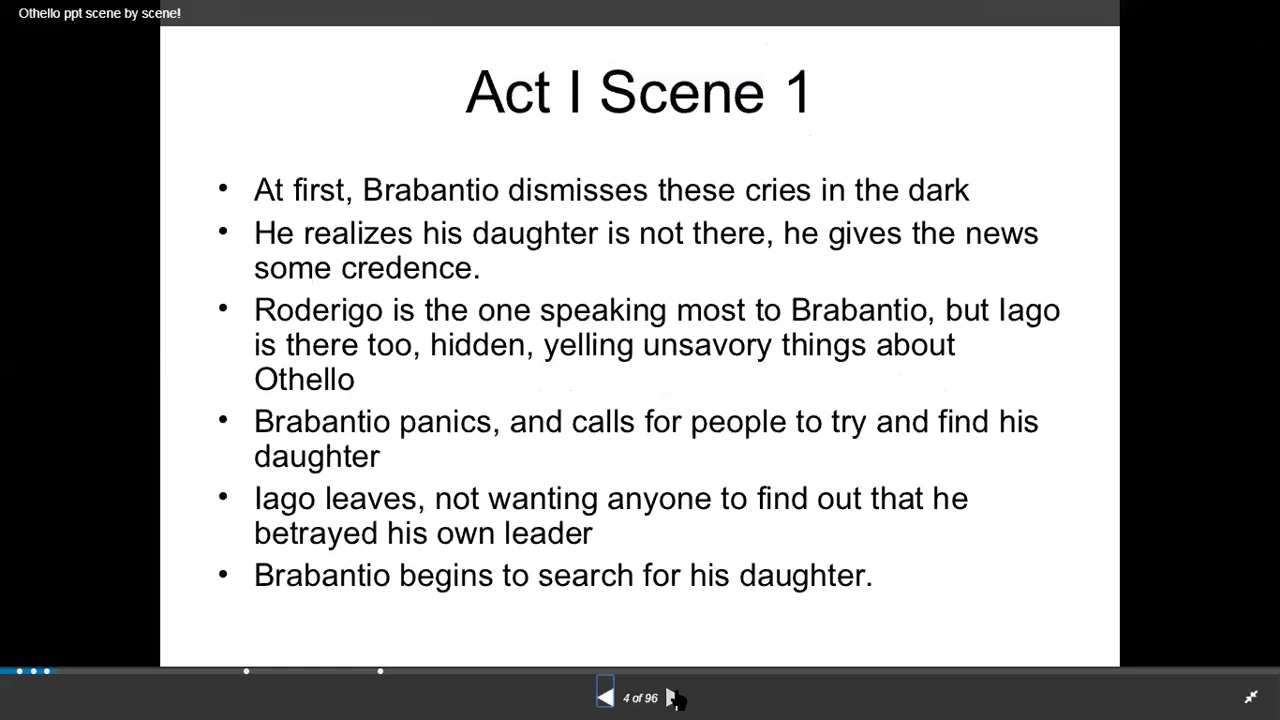 Othello ppt scene by scene!
Act I Scene 1
• At first, Brabantio dismisses these cries in the dark
• He realizes his daughter is not there, he gives the news
some credence.
• Roderigo is the one speaking most to Brabantio, but Iago
is there too, hidden, yelling unsavory things about
Othello
• Brabantio panics, and calls for people to try and find his
daughter
• Iago leaves, not wanting anyone to find out that he
betrayed his own leader
• Brabantio begins to search for his daughter.
4 of 96